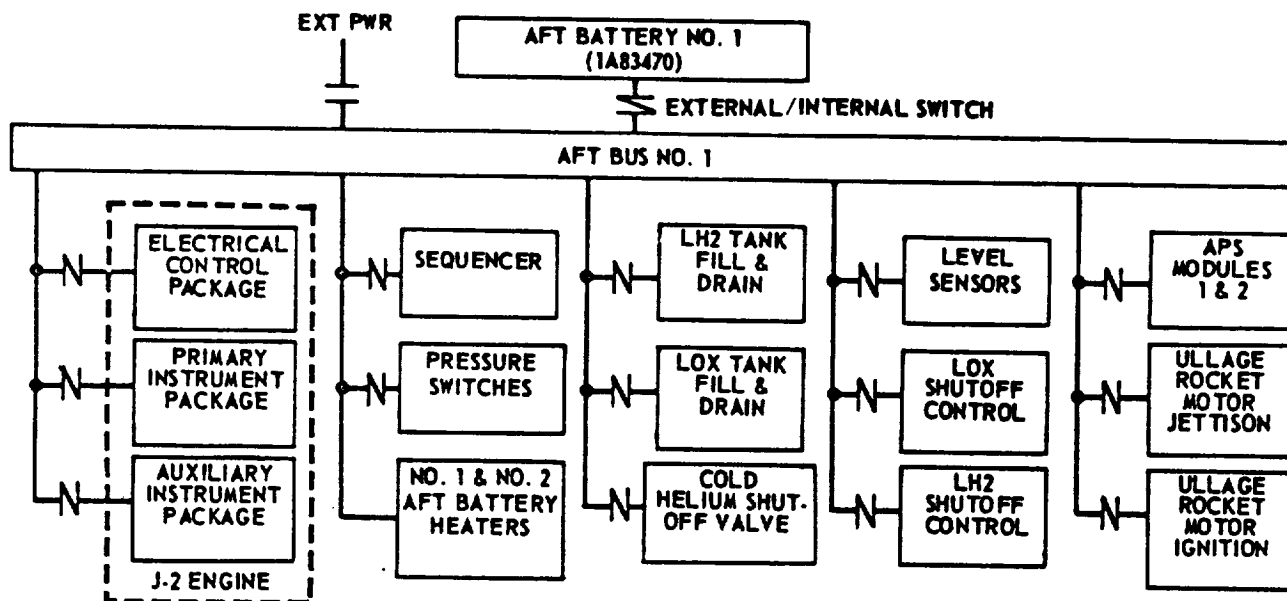 EXT PWR
AFT BATTERY NO. 1
(1A83470)
EXTERNAL/INTERNAL SWITCH
AFT BUS NO. 1
ELECTRICAL
CONTROL
PACKAGE
PRIMARY
INSTRUMENT
PACKAGE
AUXILIARY
INSTRUMENT
PACKAGE
J-2 ENGINE
SEQUENCER
PRESSURE
SWITCHES
NO. 1 & NO. 2
AFT BATTERY
HEATERS
LH2 TANK
FILL &
DRAIN
LOX TANK
FILL &
DRAIN
COLD
HELIUM SHUT-
OFF VALVE
LEVEL
SENSORS
LOX
SHUTOFF
CONTROL
LH2
SHUTOFF
CONTROL
APS
MODULES
1 & 2
ULLAGE
ROCKET
MOTOR
JETTISON
ULLAGE
ROCKET
MOTOR
IGNITION